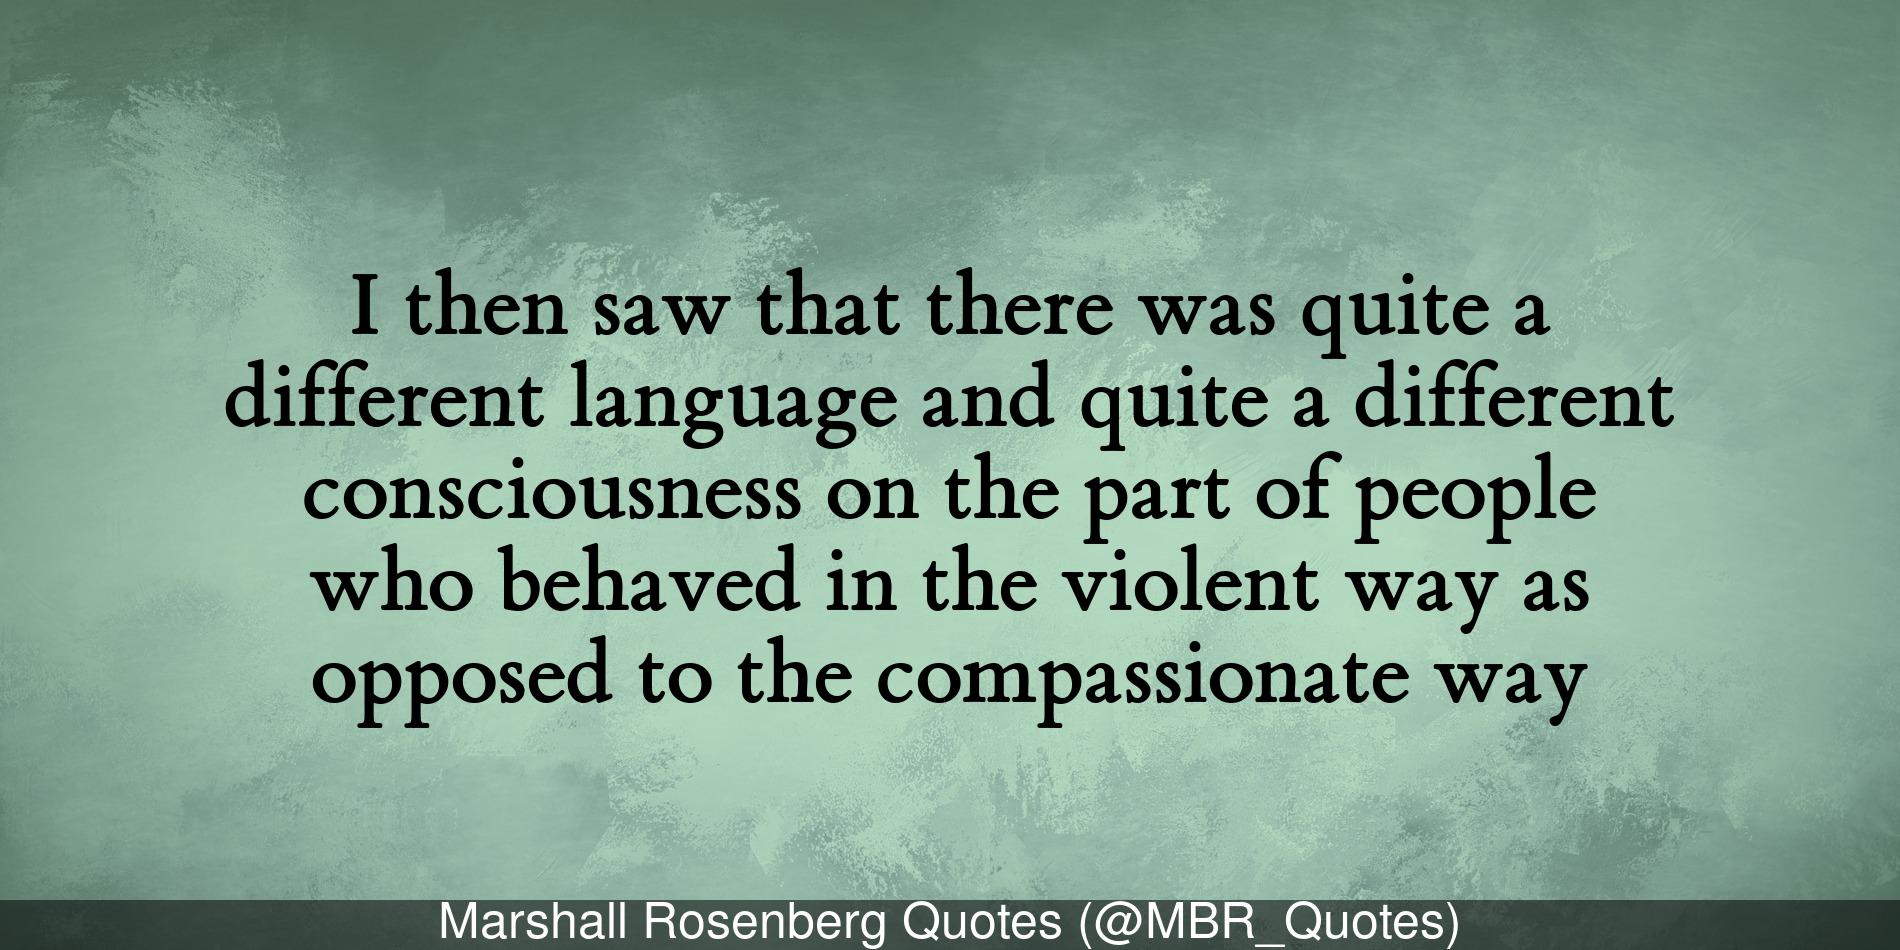 I then saw that there was quite a
different language and quite a different
consciousness on the part of people
who behaved in the violent way as
opposed to the compassionate way
Marshall Rosenberg Quotes (@MBR_Quotes)